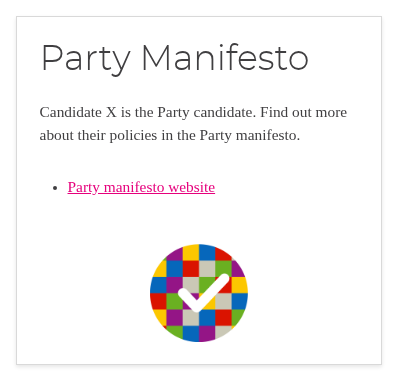 Party Manifesto
Candidate X is the Party candidate. Find out more
about their policies in the Party manifesto.
Party manifesto website